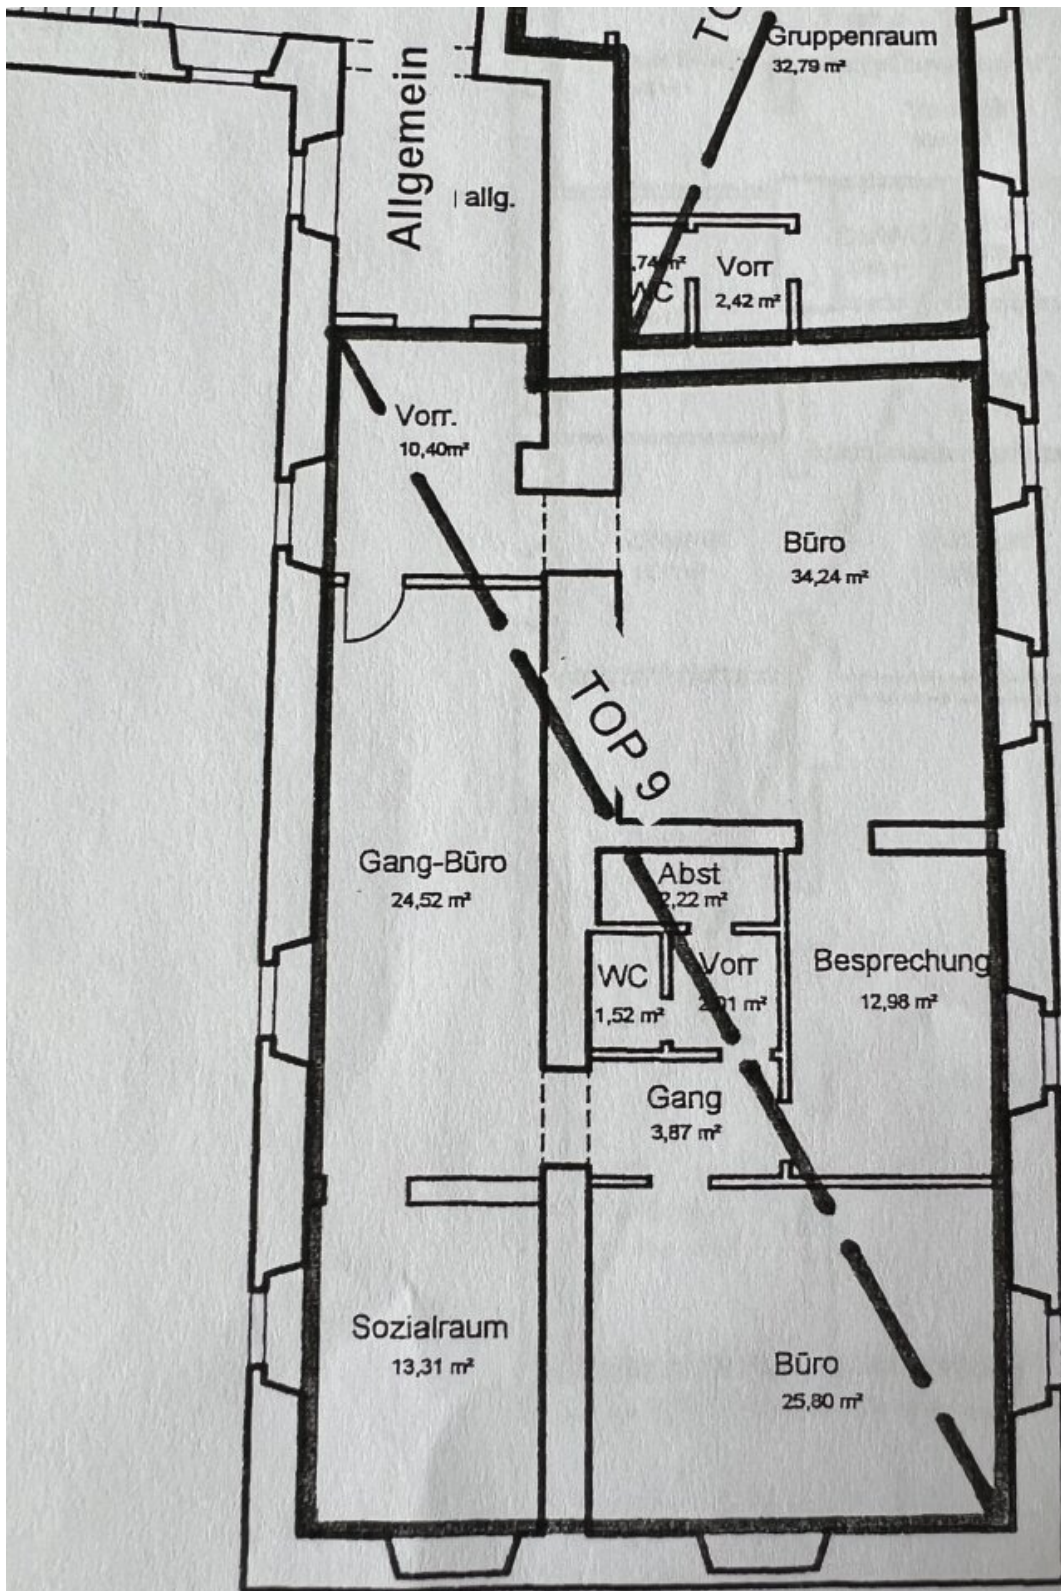 Gruppenraum
32,79 m²
Allgemein
allg.
Vorr
2,42 m²
WC
Vorr.
10,40m²
Büro
34,24 m²
TOP 9
Gang-Büro
24,52 m²
Abst
2,22 m²
WC
1,52 m²
Vorr
Besprechung
12,98 m²
Gang
3,87 m²
Sozialraum
13,31 m²
Büro
25,80 m²